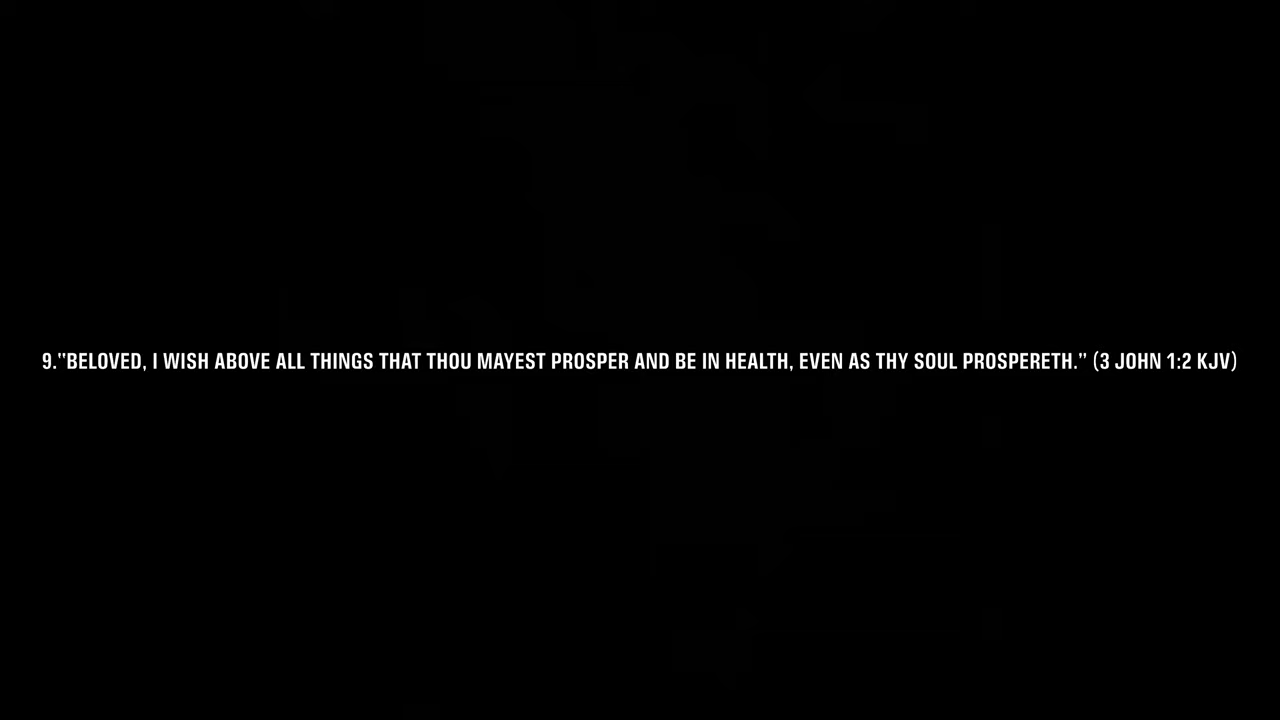 9."BELOVED, I WISH ABOVE ALL THINGS THAT THOU MAYEST PROSPER AND BE IN HEALTH, EVEN AS THY SOUL PROSPERETH.” (3 JOHN 1:2 KJV)